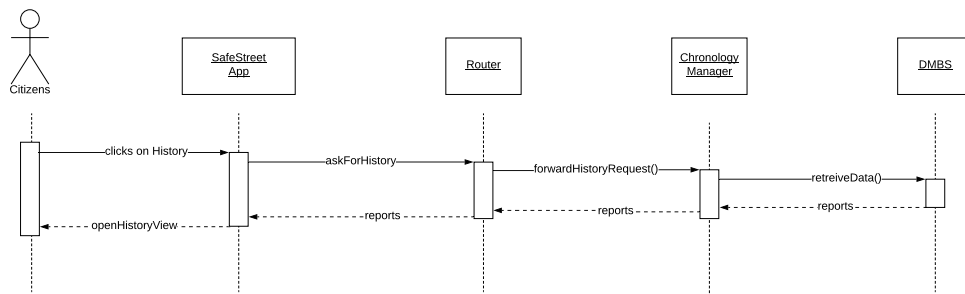 SafeStreet
App
Router
Chronology
Manager
DMBS
Citizens
clicks on History
askForHistory
forwardHistoryRequest()
retreiveData()
reports
reports
reports
openHistoryView